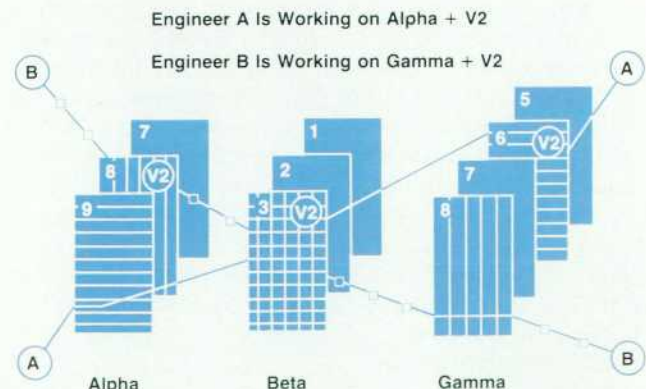 Engineer A Is Working on Alpha + V2
Engineer B Is Working on Gamma + V2
B
A
7
8
V2
9
1
2
3
V2
5
6
V2
7
8
A
B
Alpha
Beta
Gamma